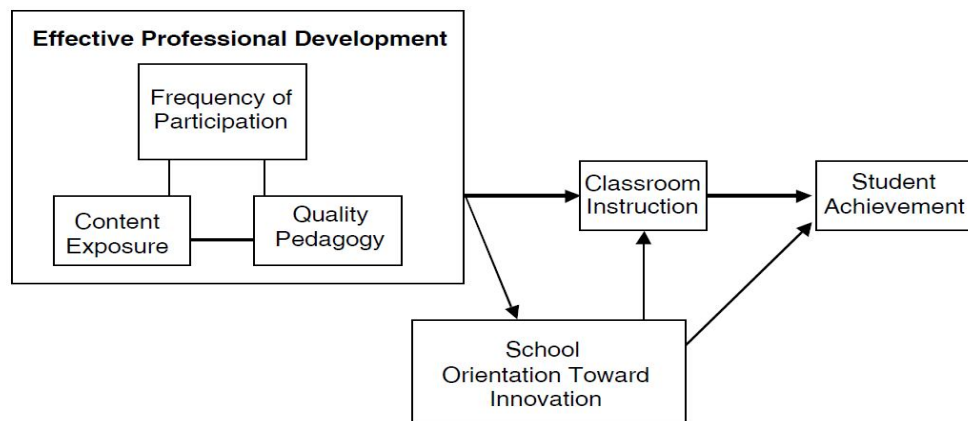 Effective Professional Development
Frequency of
Participation
Content
Exposure
Quality
Pedagogy
Classroom
Instruction
Student
Achievement
School
Orientation Toward
Innovation